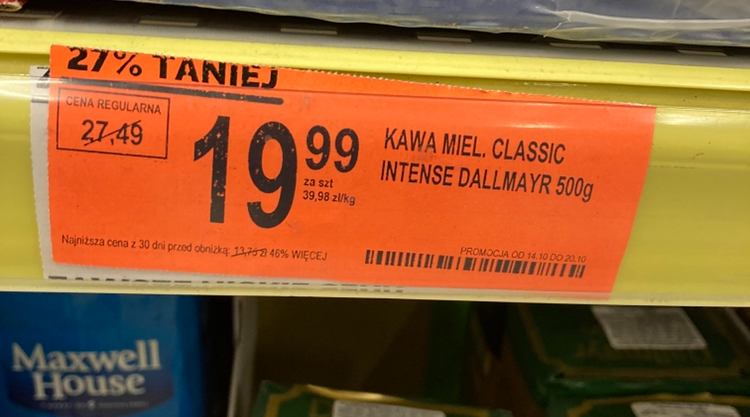 27% TANIEJ
CENA REGULARNA
27,49
19 99
za szt
39,98 zł/kg
KAWA MIEL. CLASSIC
INTENSE DALLMAYR 500g
Najniższa cena z 30 dni przed obniżką: 13,75 zł 46% WIĘCEJ
PROMOCJA OD 14.10 DO 20.10
Maxwell
House